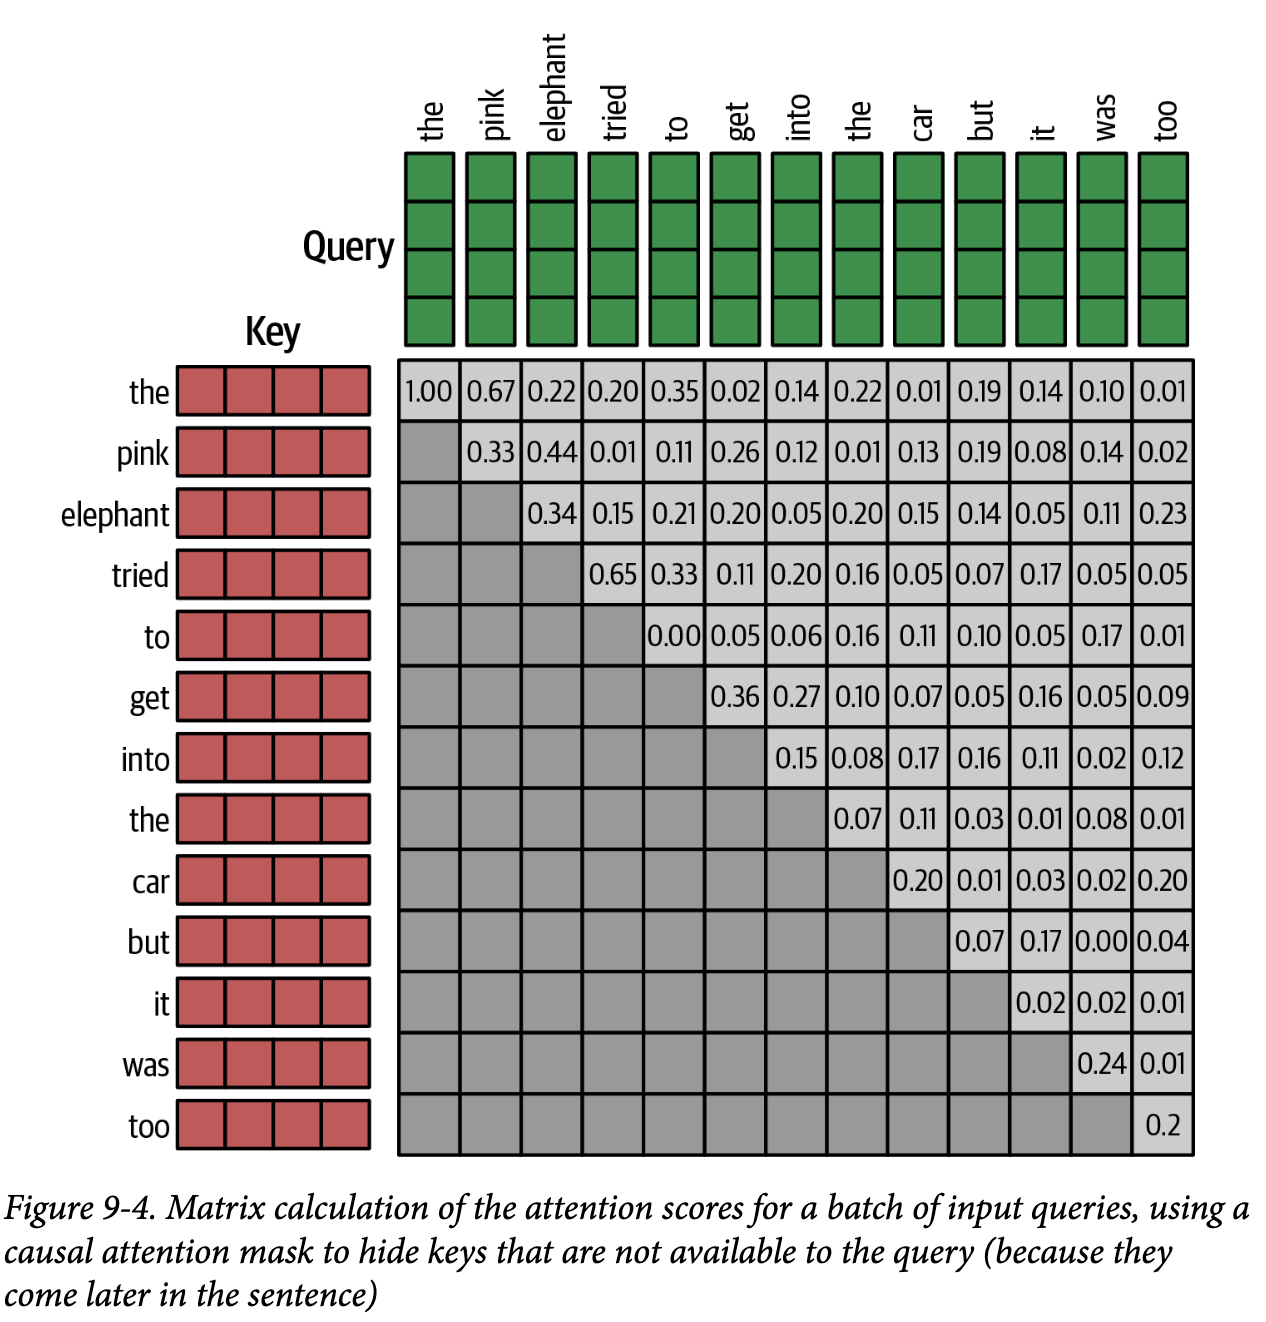 the pink elephant tried to get into the car but it was too
Query
Key
the 1.00 0.67 0.22 0.20 0.35 0.02 0.14 0.22 0.01 0.19 0.14 0.10 0.01
pink 0.33 0.44 0.01 0.11 0.26 0.12 0.01 0.13 0.19 0.08 0.14 0.02
elephant 0.34 0.15 0.21 0.20 0.05 0.20 0.15 0.14 0.05 0.11 0.23
tried 0.65 0.33 0.11 0.20 0.16 0.05 0.07 0.17 0.05 0.05
to 0.00 0.05 0.06 0.16 0.11 0.10 0.05 0.17 0.01
get 0.36 0.27 0.10 0.07 0.05 0.16 0.05 0.09
into 0.15 0.08 0.17 0.16 0.11 0.02 0.12
the 0.07 0.11 0.03 0.01 0.08 0.01
car 0.20 0.01 0.03 0.02 0.20
but 0.07 0.17 0.00 0.04
it 0.02 0.02 0.01
was 0.24 0.01
too 0.2
Figure 9-4. Matrix calculation of the attention scores for a batch of input queries, using a
causal attention mask to hide keys that are not available to the query (because they
come later in the sentence)